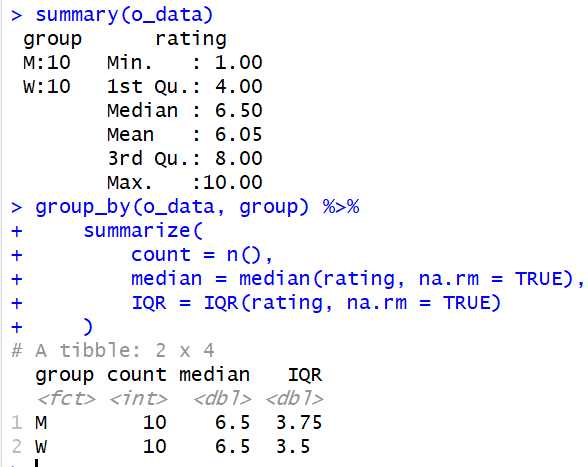 > summary(o_data)
 group      rating
 M:10   Min.   : 1.00
 W:10   1st Qu.: 4.00
        Median : 6.50
        Mean   : 6.05
        3rd Qu.: 8.00
        Max.   :10.00
> group_by(o_data, group) %>%
+     summarize(
+         count = n(),
+         median = median(rating, na.rm = TRUE),
+         IQR = IQR(rating, na.rm = TRUE)
+     )
# A tibble: 2 x 4
  group count median   IQR
  <fct> <int>  <dbl> <dbl>
1 M        10    6.5  3.75
2 W        10    6.5  3.5